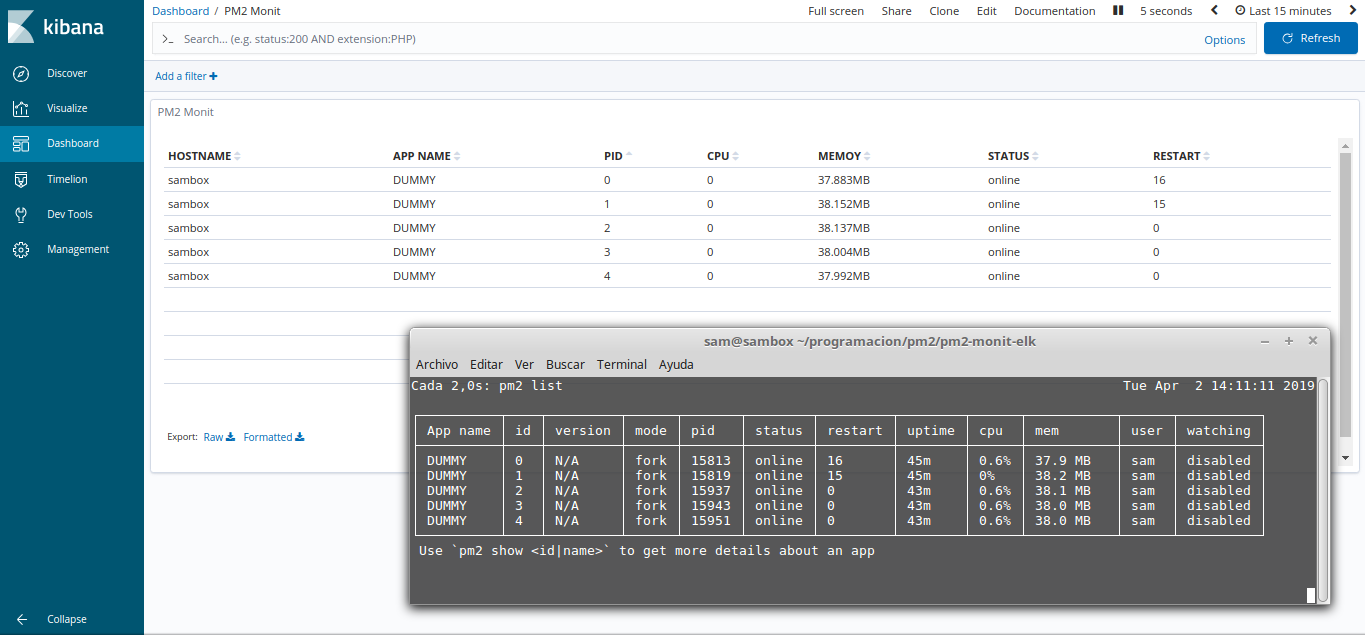 kibana
Discover
Visualize
Dashboard
Timelion
Dev Tools
Management
Collapse
Dashboard / PM2 Monit
Full screen Share Clone Edit Documentation 5 seconds Last 15 minutes
>_ Search... (e.g. status:200 AND extension:PHP) Options Refresh
Add a filter +
PM2 Monit
HOSTNAME APP NAME PID CPU MEMOY STATUS RESTART
sambox DUMMY 0 0 37.883MB online 16
sambox DUMMY 1 0 38.152MB online 15
sambox DUMMY 2 0 38.137MB online 0
sambox DUMMY 3 0 38.004MB online 0
sambox DUMMY 4 0 37.992MB online 0
Export: Raw Formatted
sam@sambox ~/programacion/pm2/pm2-monit-elk
Archivo Editar Ver Buscar Terminal Ayuda
Cada 2,0s: pm2 list Tue Apr 2 14:11:11 2019
App name id version mode pid status restart uptime cpu mem user watching
DUMMY 0 N/A fork 15813 online 16 45m 0.6% 37.9 MB sam disabled
DUMMY 1 N/A fork 15819 online 15 45m 0% 38.2 MB sam disabled
DUMMY 2 N/A fork 15937 online 0 43m 0.6% 38.1 MB sam disabled
DUMMY 3 N/A fork 15943 online 0 43m 0.6% 38.0 MB sam disabled
DUMMY 4 N/A fork 15951 online 0 43m 0.6% 38.0 MB sam disabled
Use `pm2 show <id|name>` to get more details about an app